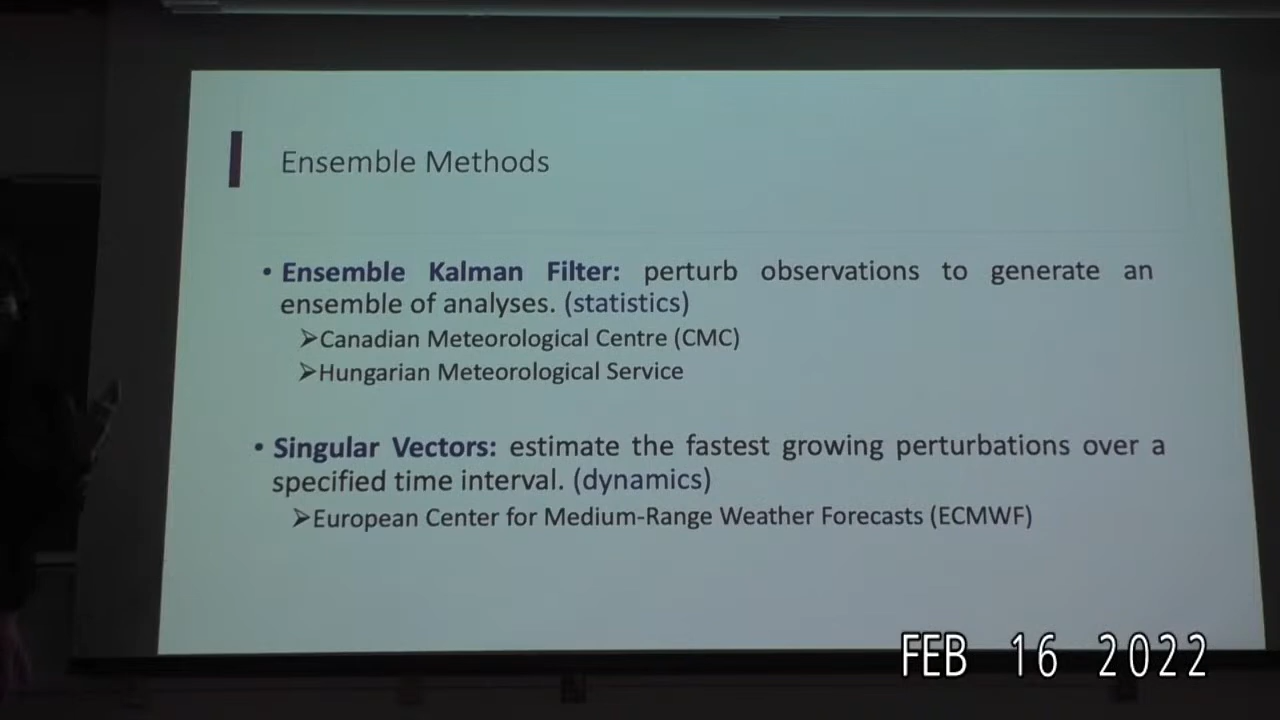 Ensemble Methods
• Ensemble Kalman Filter: perturb observations to generate an
ensemble of analyses. (statistics)
➢Canadian Meteorological Centre (CMC)
➢Hungarian Meteorological Service
• Singular Vectors: estimate the fastest growing perturbations over a
specified time interval. (dynamics)
➢European Center for Medium-Range Weather Forecasts (ECMWF)
FEB 16 2022